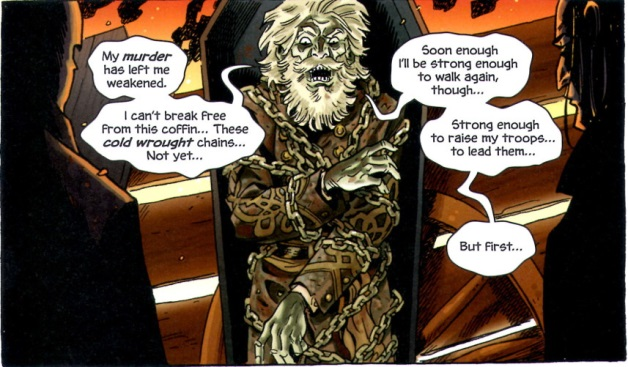 My murder
has left me
weakened.
I can't break free
from this coffin... These
cold wrought chains...
Not yet...
Soon enough
I'll be strong enough
to walk again,
though...
Strong enough
to raise my troops...
to lead them...
But first...